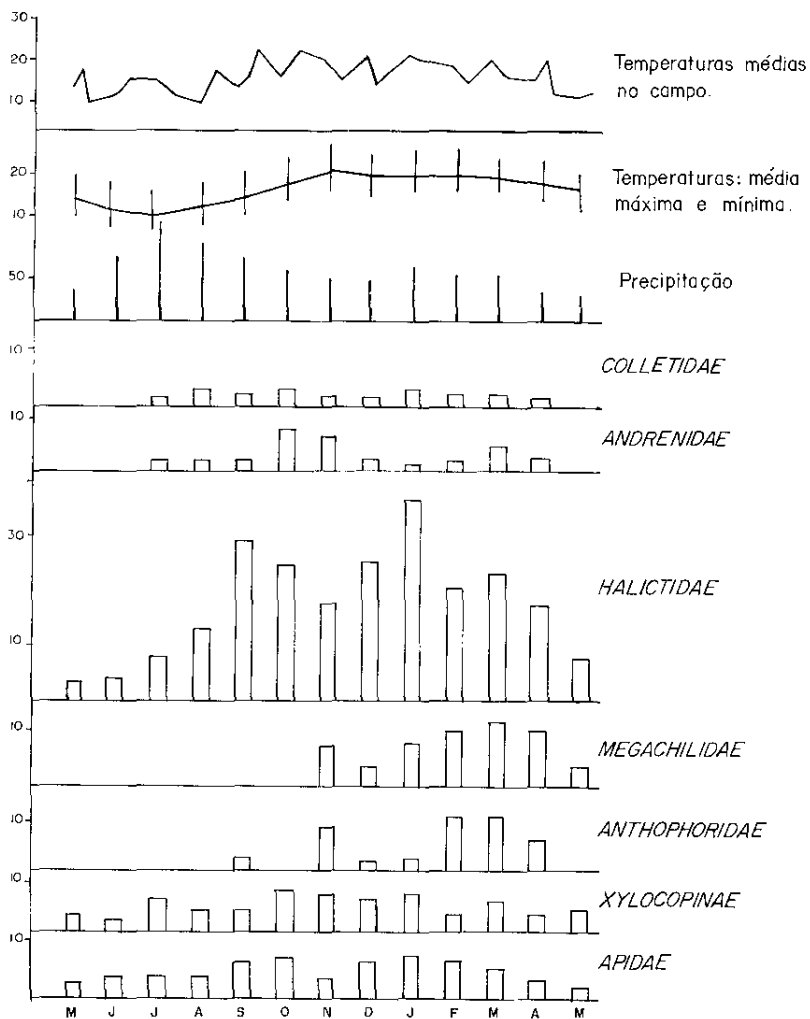 30
20
10
Temperaturas médias
no campo.
20
10
Temperaturas: média
máxima e mínima.
50
Precipitação
10
COLLETIDAE
10
ANDRENIDAE
30
10
HALICTIDAE
10
MEGACHILIDAE
10
ANTHOPHORIDAE
10
XYLOCOPINAE
10
APIDAE
M J J A S O N D J F M A M